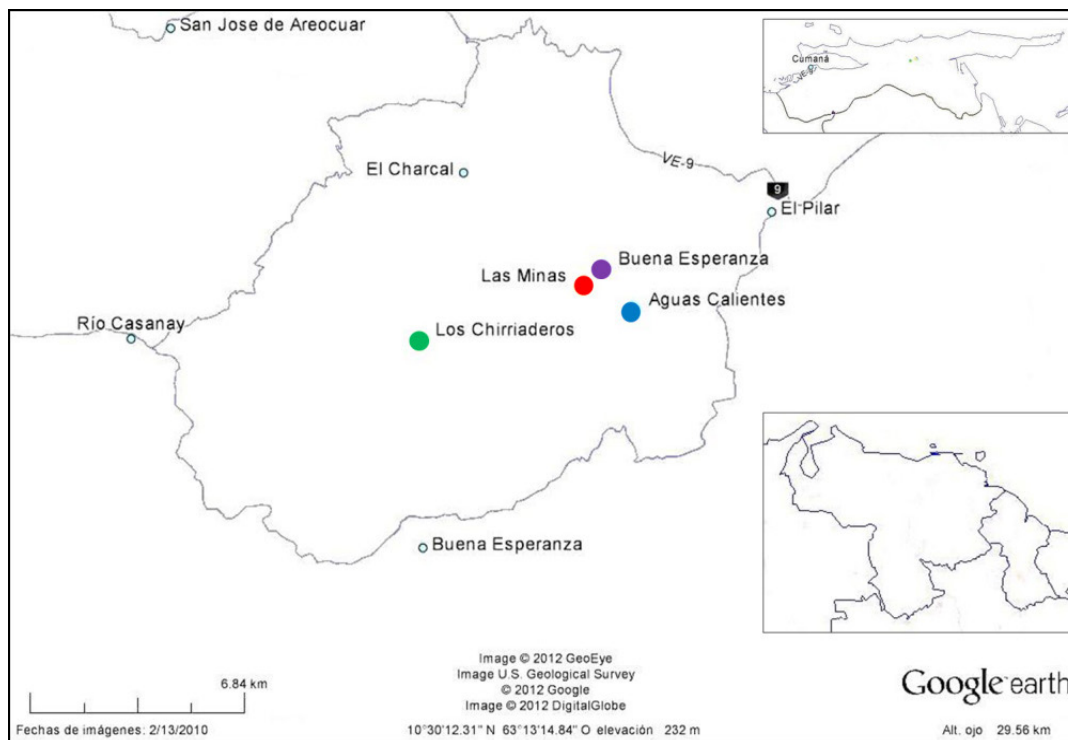 San Jose de Areocuar
Cumaná
El Charcal
VE-9
9
El Pilar
Buena Esperanza
Las Minas
Aguas Calientes
Río Casanay
Los Chirriaderos
Buena Esperanza
6.84 km
Image © 2012 GeoEye
Image U.S. Geological Survey
© 2012 Google
Image © 2012 DigitalGlobe
Google earth
Fechas de imágenes: 2/13/2010
10°30'12.31" N 63°13'14.84" O elevación 232 m
Alt. ojo 29.56 km